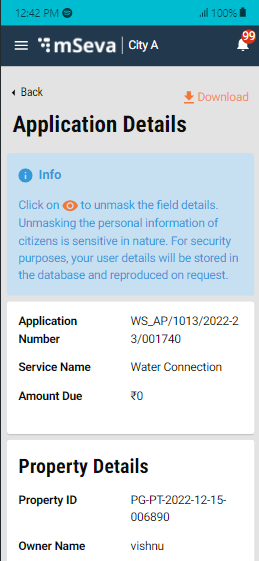 12:42 PM 100%
mSeva City A 99
Back
Download
Application Details
Info
Click on to unmask the field details.
Unmasking the personal information of
citizens is sensitive in nature. For security
purposes, your user details will be stored in
the database and reproduced on request.
Application WS_AP/1013/2022-2
Number 3/001740
Service Name Water Connection
Amount Due ₹0
Property Details
Property ID PG-PT-2022-12-15-
006890
Owner Name vishnu